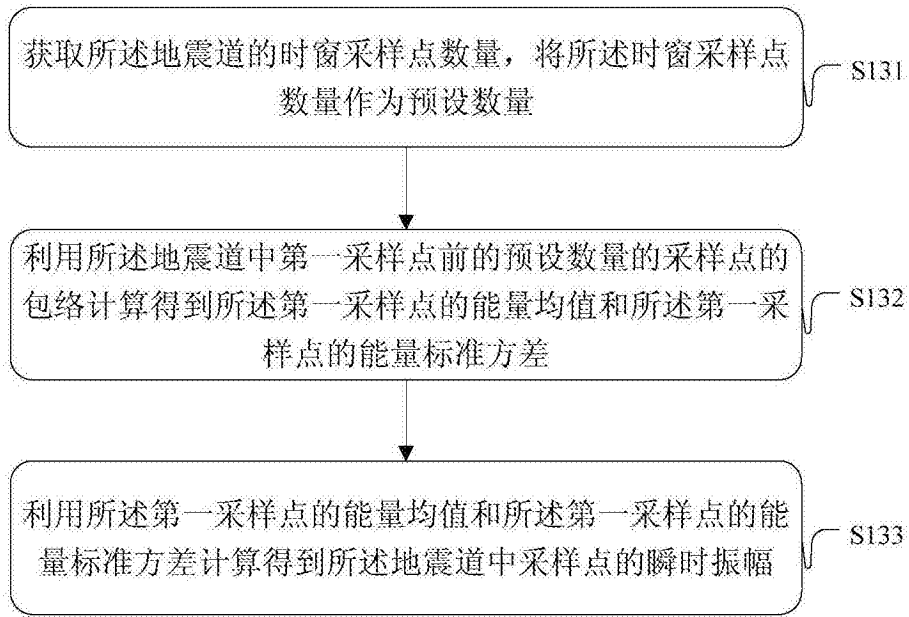 获取所述地震道的时窗采样点数量，将所述时窗采样点
数量作为预设数量
S131
利用所述地震道中第一采样点前的预设数量的采样点的
包络计算得到所述第一采样点的能量均值和所述第一采
样点的能量标准方差
S132
利用所述第一采样点的能量均值和所述第一采样点的能
量标准方差计算得到所述地震道中采样点的瞬时振幅
S133